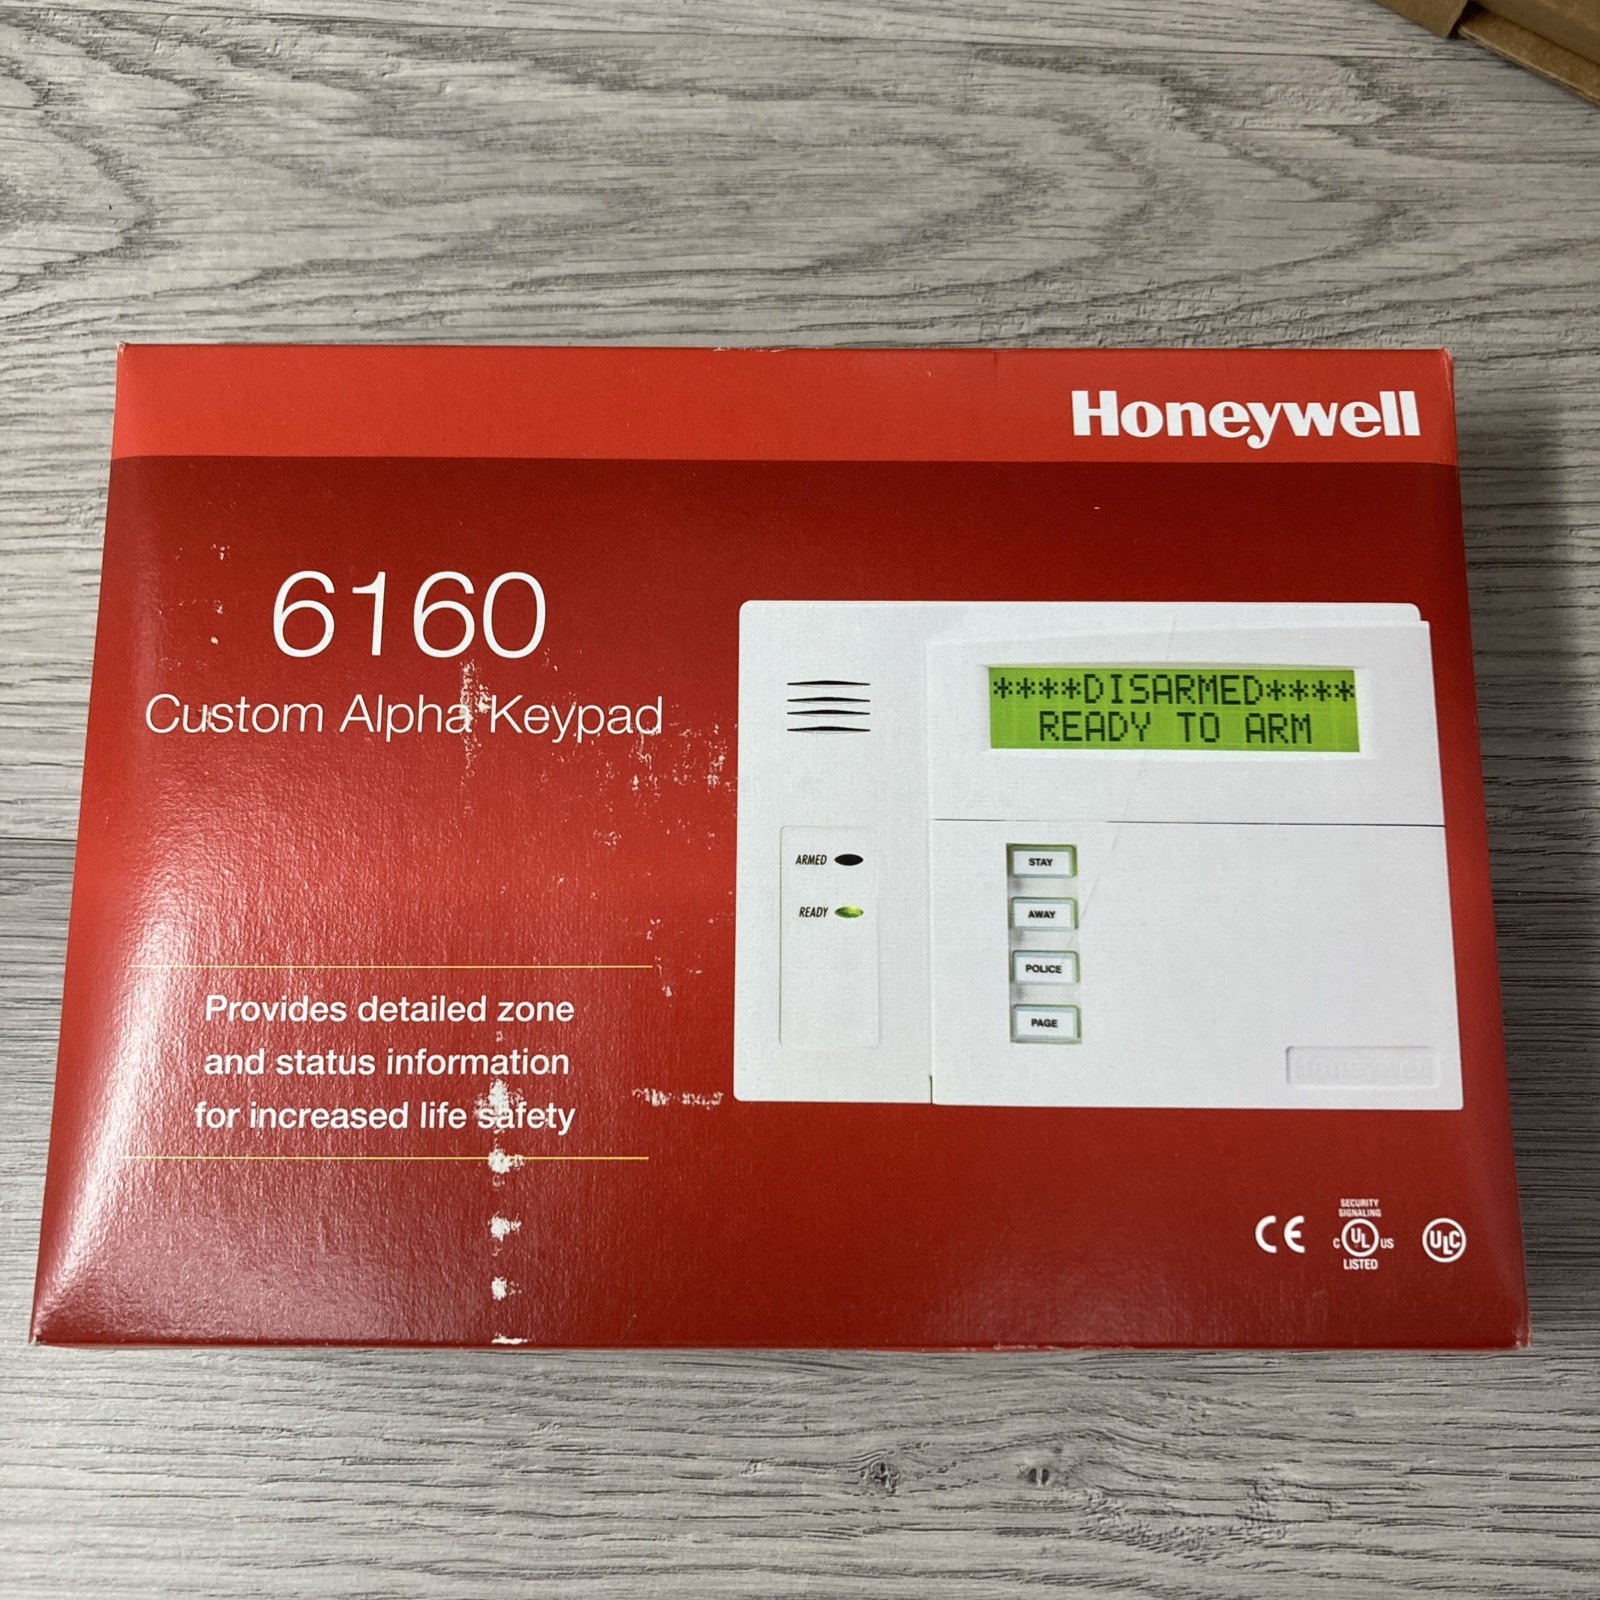 Honeywell
6160
Custom Alpha Keypad
****DISARMED****
READY TO ARM
ARMED
READY
STAY
AWAY
POLICE
PAGE
Provides detailed zone
and status information
for increased life safety
Honeywell
CE
SECURITY
SIGNALING
C UL US
LISTED
ULC